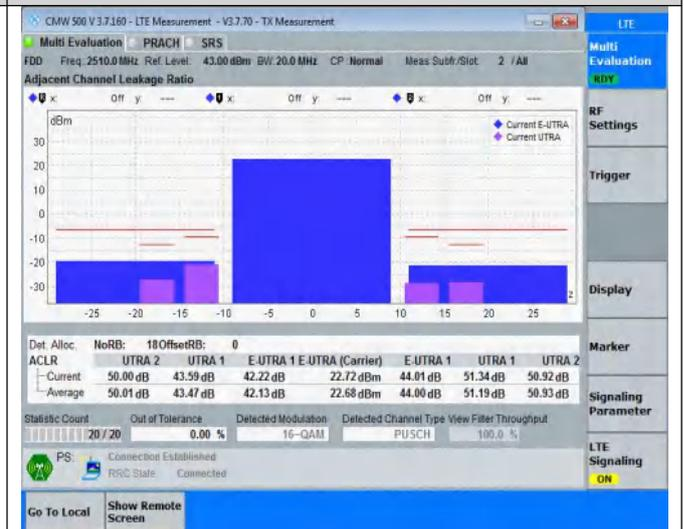 CMW 500 V 3.7.160 - LTE Measurement - V3.7.70 - TX Measurement
LTE
Multi Evaluation PRACH SRS
Multi Evaluation
RDY
FDD Freq.:2510.0 MHz Ref. Level: 43.00 dBm BW: 20.0 MHz CP :Normal Meas Subfr./Slot: 2 / All
Adjacent Channel Leakage Ratio
x: Off y: --- x: Off y: --- x: Off y: ---
RF Settings
dBm
Current E-UTRA
Current UTRA
30
20
10
0
-10
-20
-30
Trigger
-25 -20 -15 -10 -5 0 5 10 15 20 25
Display
Det. Alloc. NoRB: 18 OffsetRB: 0
ACLR UTRA 2 UTRA 1 E-UTRA 1 E-UTRA (Carrier) E-UTRA 1 UTRA 1 UTRA 2
Current 50.00 dB 43.59 dB 42.22 dB 22.72 dBm 44.01 dB 51.34 dB 50.92 dB
Average 50.01 dB 43.47 dB 42.13 dB 22.68 dBm 44.00 dB 51.19 dB 50.93 dB
Marker
Signaling Parameter
Statistic Count Out of Tolerance Detected Modulation Detected Channel Type View Filter Throughput
20 / 20 0.00 % 16-QAM PUSCH 100.0 %
PS: Connection Established
RRC State Connected
LTE Signaling
ON
Go To Local
Show Remote Screen